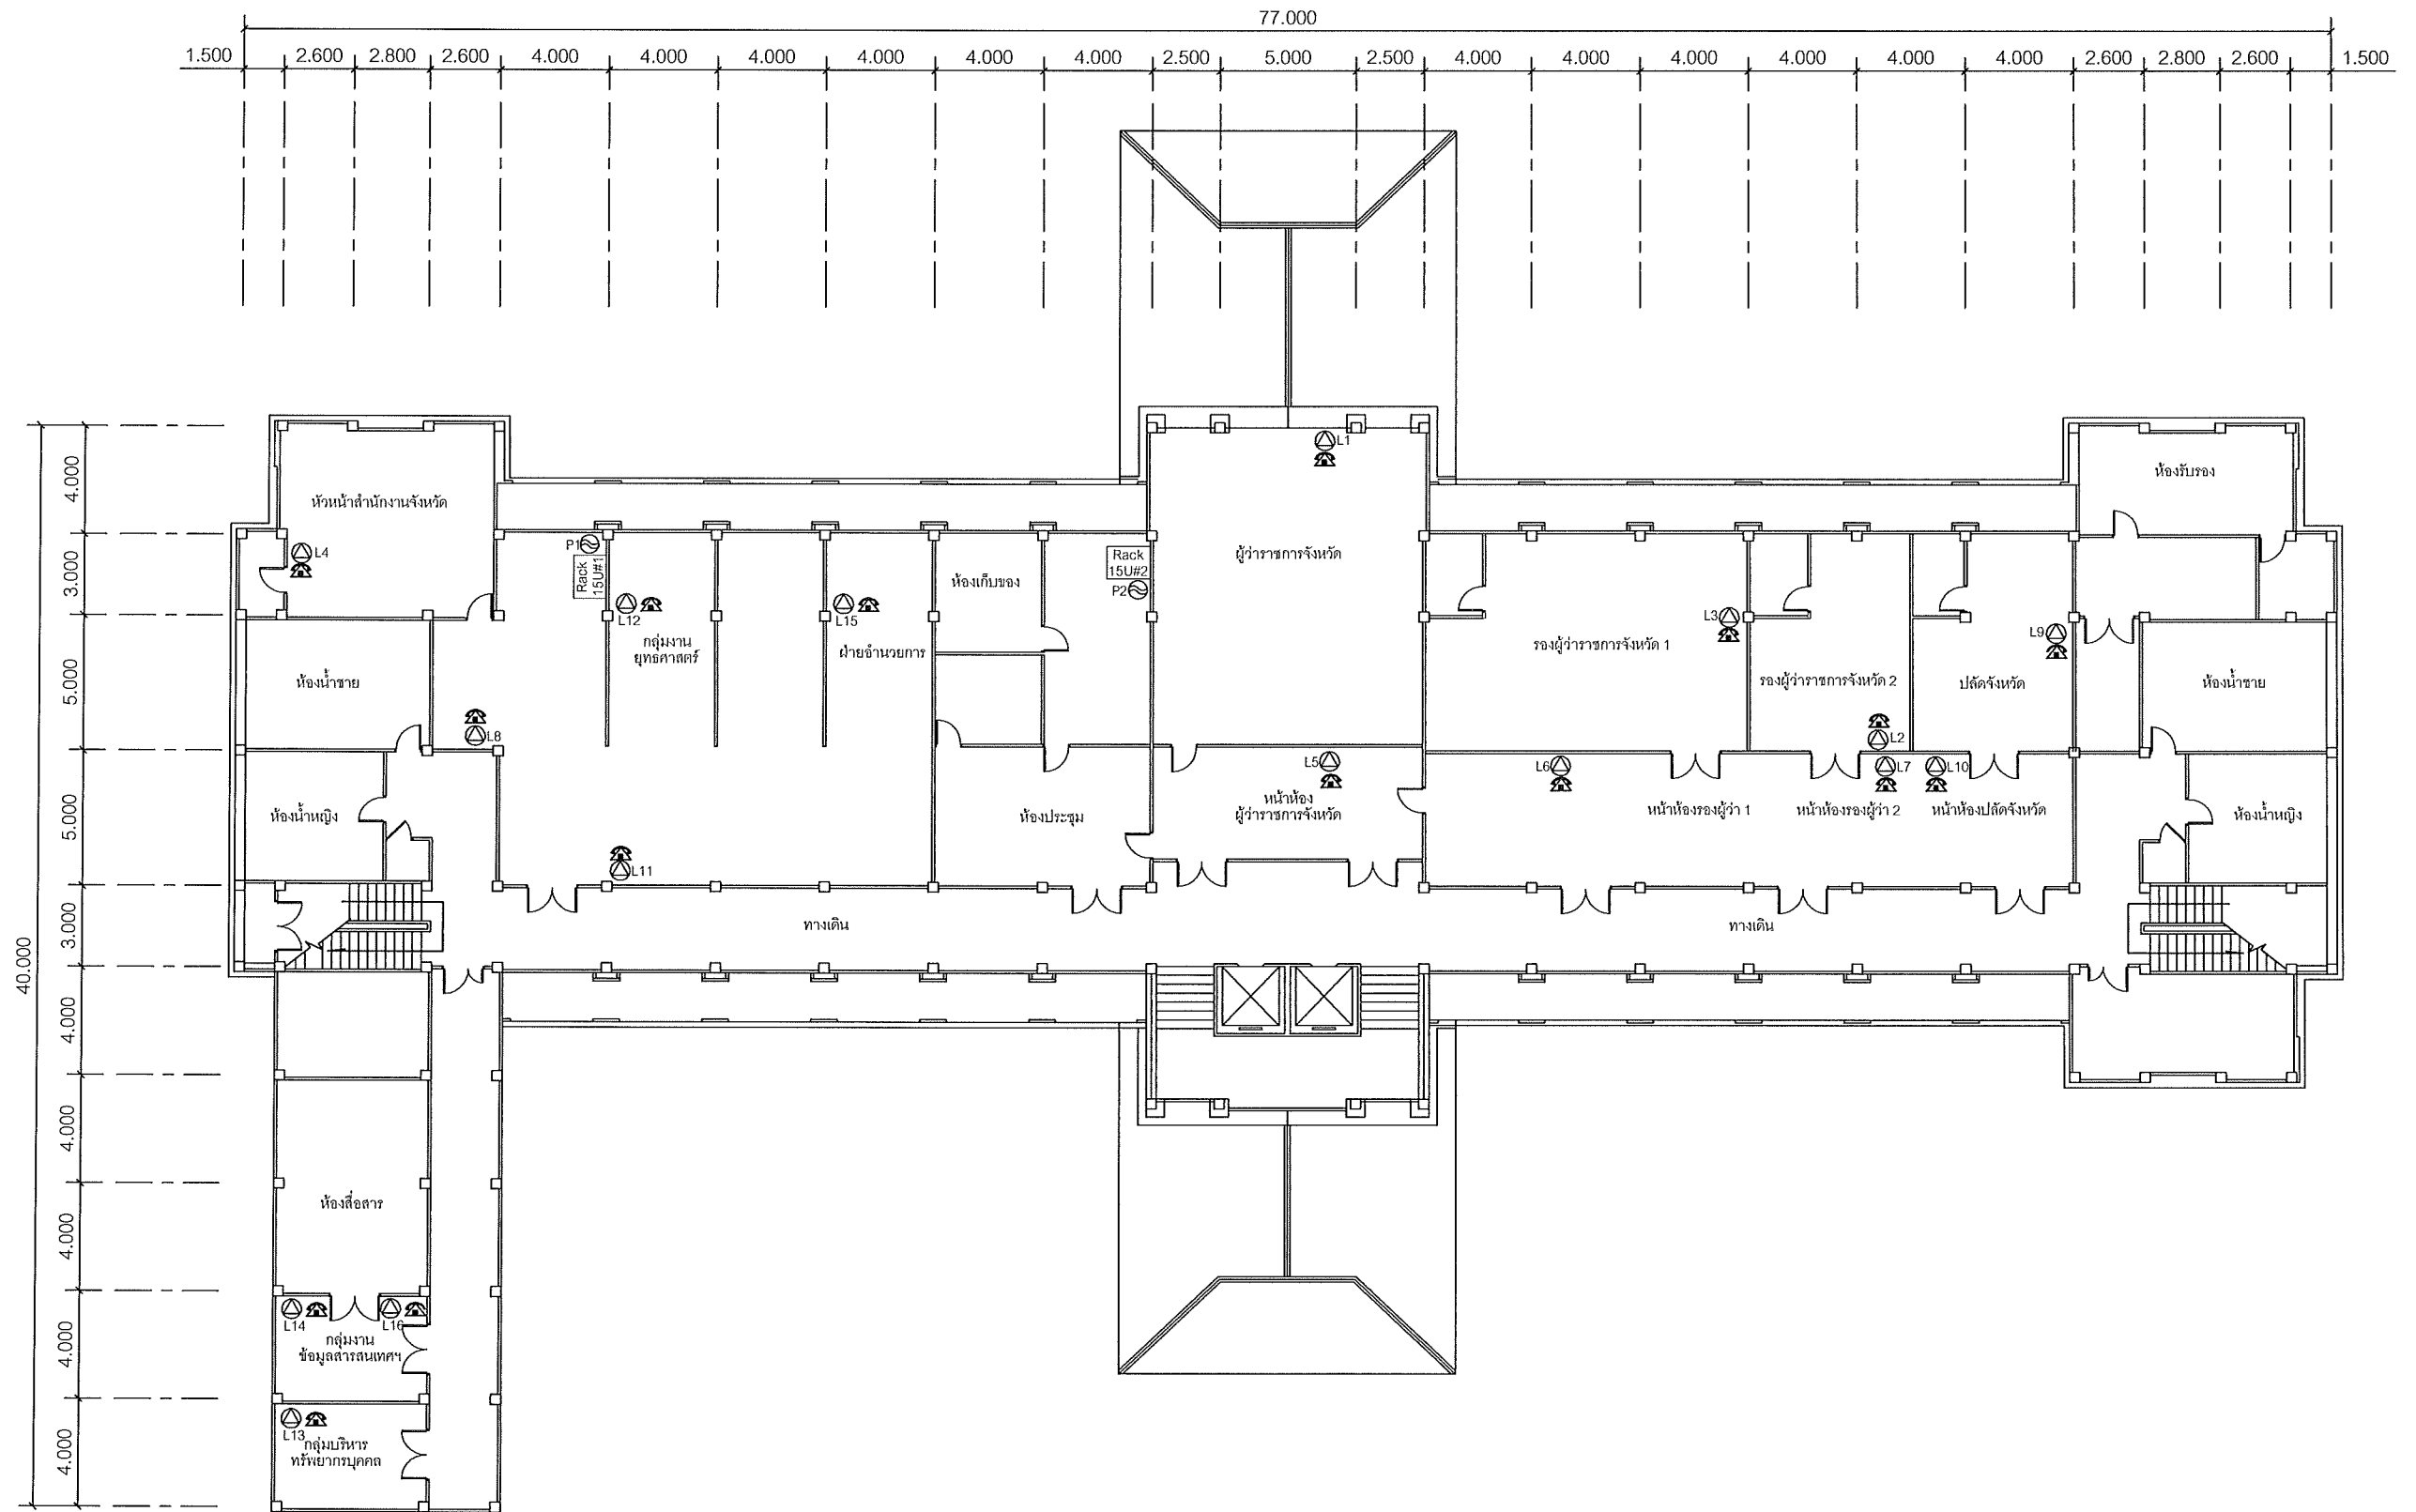 77.000
1.500 2.600 2.800 2.600 4.000 4.000 4.000 4.000 4.000 4.000 2.500 5.000 2.500 4.000 4.000 4.000 4.000 4.000 4.000 2.600 2.800 2.600 1.500
40.000
4.000
3.000
5.000
5.000
3.000
4.000
4.000
4.000
4.000
4.000
L1
หัวหน้าสำนักงานจังหวัด
L4
P1
Rack
15U#1
L12
กลุ่มงาน
ยุทธศาสตร์
L15
ฝ่ายอำนวยการ
ห้องเก็บของ
Rack
15U#2
P2
ผู้ว่าราชการจังหวัด
ห้องรับรอง
L3
รองผู้ว่าราชการจังหวัด 1
รองผู้ว่าราชการจังหวัด 2
L2
L9
ปลัดจังหวัด
ห้องน้ำชาย
ห้องน้ำชาย
L8
ห้องน้ำหญิง
L11
ห้องประชุม
L5
หน้าห้อง
ผู้ว่าราชการจังหวัด
L6
หน้าห้องรองผู้ว่า 1
L7
หน้าห้องรองผู้ว่า 2
L10
หน้าห้องปลัดจังหวัด
ห้องน้ำหญิง
ทางเดิน
ทางเดิน
ห้องสื่อสาร
L14
L16
กลุ่มงาน
ข้อมูลสารสนเทศฯ
L13
กลุ่มบริหาร
ทรัพยากรบุคคล